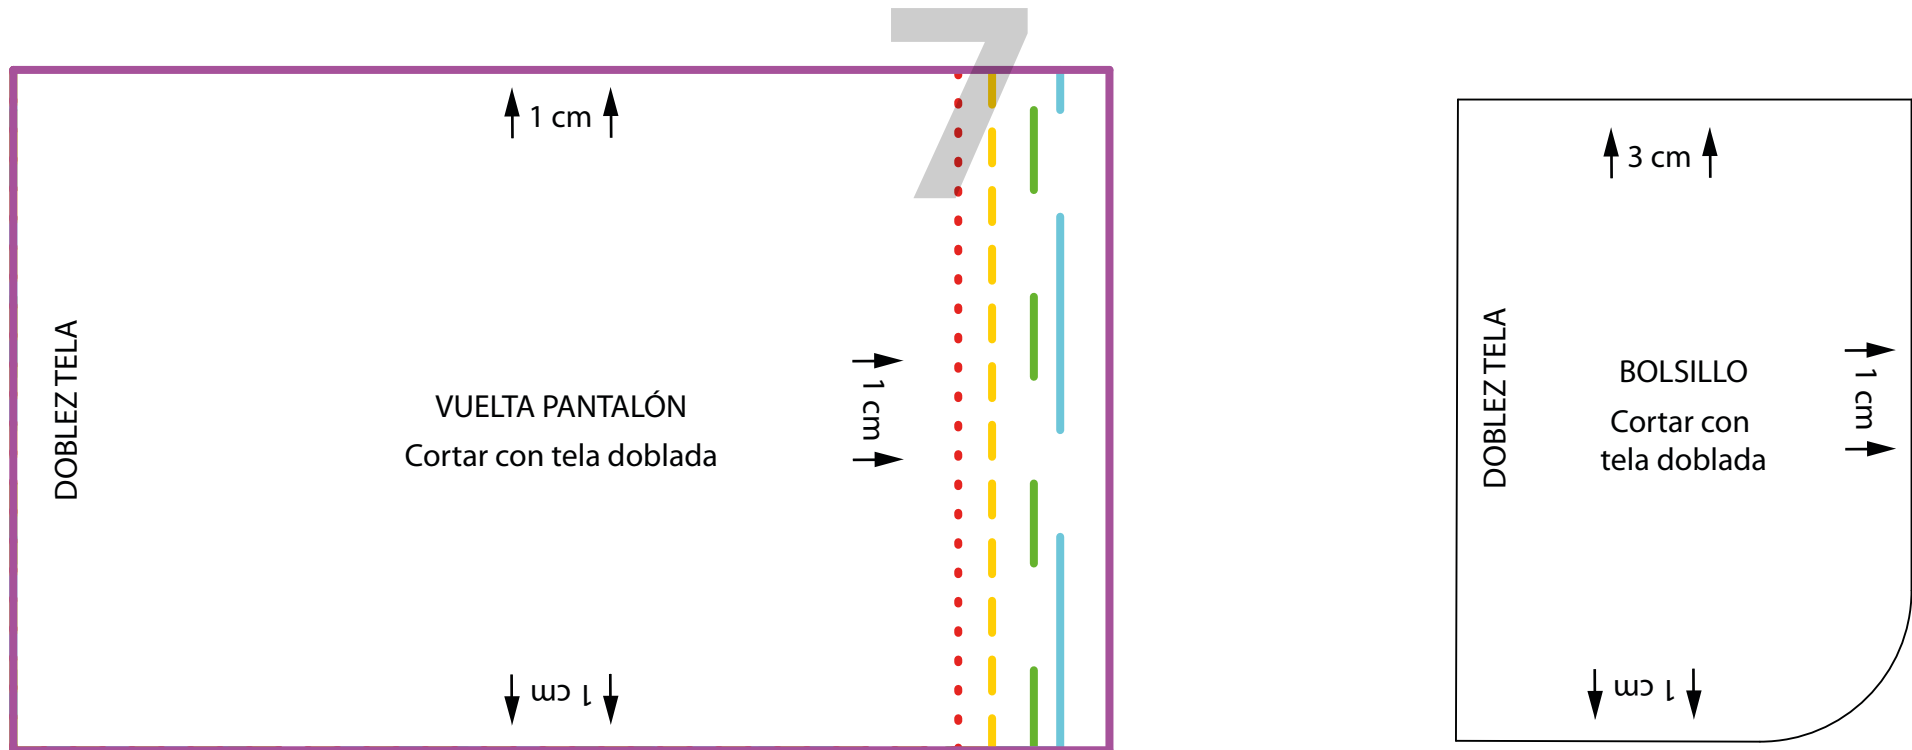 7
1 cm
DOBLEZ TELA
VUELTA PANTALÓN
Cortar con tela doblada
1 cm
1 cm
3 cm
DOBLEZ TELA
BOLSILLO
Cortar con
tela doblada
1 cm
1 cm